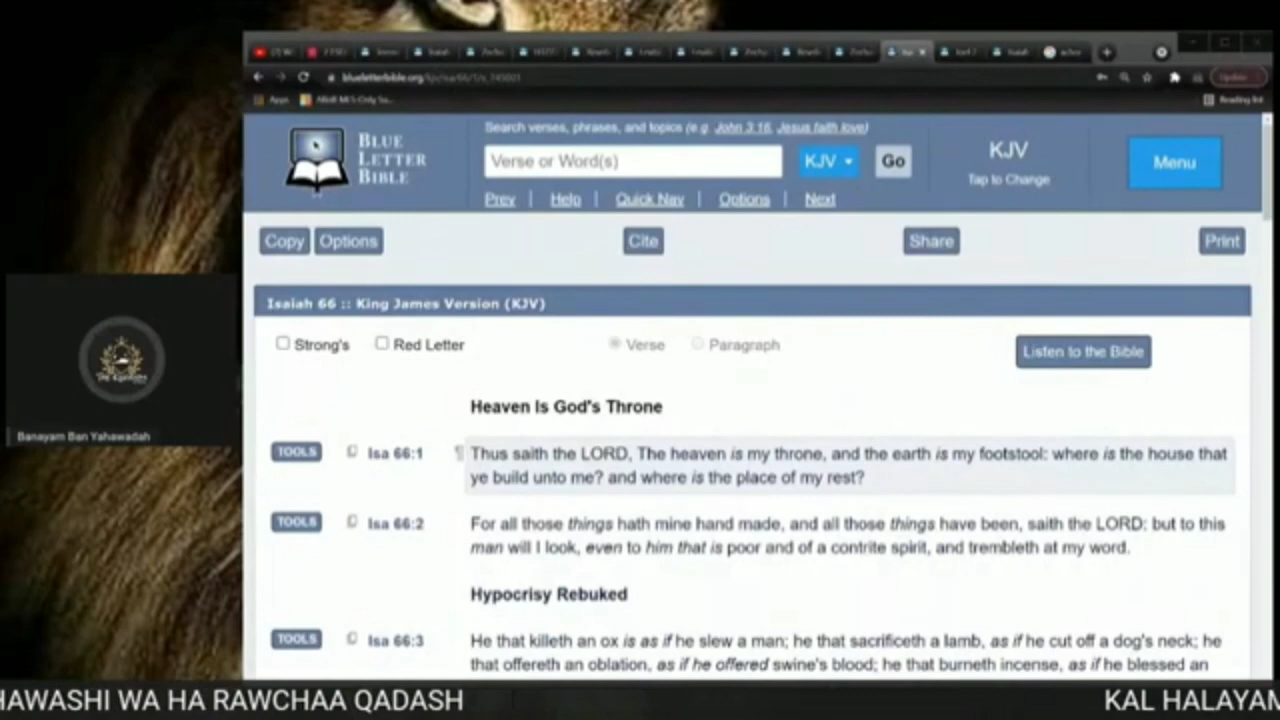 Update
blueletterbible.org
Apps
Reading list
BLUE
LETTER
BIBLE
Search verses, phrases, and topics (e.g. John 3:16, Jesus faith love)
Verse or Word(s)
KJV
Go
KJV
Tap to Change
Menu
Prev | Help | Quick Nav | Options | Next
Copy Options Cite Share Print
Isaiah 66 :: King James Version (KJV)
Strong's Red Letter Verse Paragraph
Listen to the Bible
Heaven Is God's Throne
TOOLS Isa 66:1 ¶ Thus saith the LORD, The heaven is my throne, and the earth is my footstool: where is the house that
ye build unto me? and where is the place of my rest?
TOOLS Isa 66:2 For all those things hath mine hand made, and all those things have been, saith the LORD: but to this
man will I look, even to him that is poor and of a contrite spirit, and trembleth at my word.
Hypocrisy Rebuked
TOOLS Isa 66:3 He that killeth an ox is as if he slew a man; he that sacrificeth a lamb, as if he cut off a dog's neck; he
that offereth an oblation, as if he offered swine's blood; he that burneth incense, as if he blessed an
Banayam Ban Yahawadah
HAWASHI WA HA RAWCHAA QADASH KAL HALAYAM